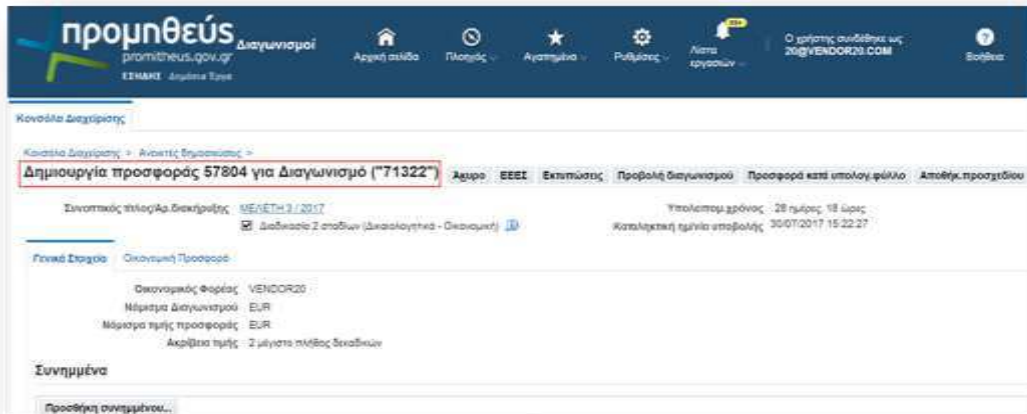 προμηθεύς Διαγωνισμοί
promitheus.gov.gr
ΕΣΗΔΗΣ Δημόσια Έργα
Αρχική σελίδα
Πλοηγός
Αγαπημένα
Ρυθμίσεις
Λίστα εργασιών
Ο χρήστης συνδέθηκε ως
20@VENDOR20.COM
Βοήθεια
Κονσόλα Διαχείρισης
Κονσόλα Διαχείρισης > Ανοικτές δημοσιεύσεις >
Δημιουργία προσφοράς 57804 για Διαγωνισμό ("71322") Άκυρο ΕΕΕΣ Εκτυπώσεις Προβολή διαγωνισμού Προσφορά κατά υπολογ.φύλλο Αποθήκ.προσχεδίου
Συνοπτικός τίτλος/Αρ.διακήρυξης ΜΕΛΕΤΗ 3 / 2017 Υπολειπομ.χρόνος 28 ημέρες, 18 ώρες
Διαδικασία 2 σταδίων (Δικαιολογητικά - Οικονομική) Καταληκτική ημ/νία υποβολής 30/07/2017 15:22:27
Γενικά Στοιχεία Οικονομική Προσφορά
Οικονομικός Φορέας VENDOR20
Νόμισμα Διαγωνισμού EUR
Νόμισμα τιμής προσφοράς EUR
Ακρίβεια τιμής 2 μέγιστο πλήθος δεκαδικών
Συνημμένα
Προσθήκη συνημμένου...